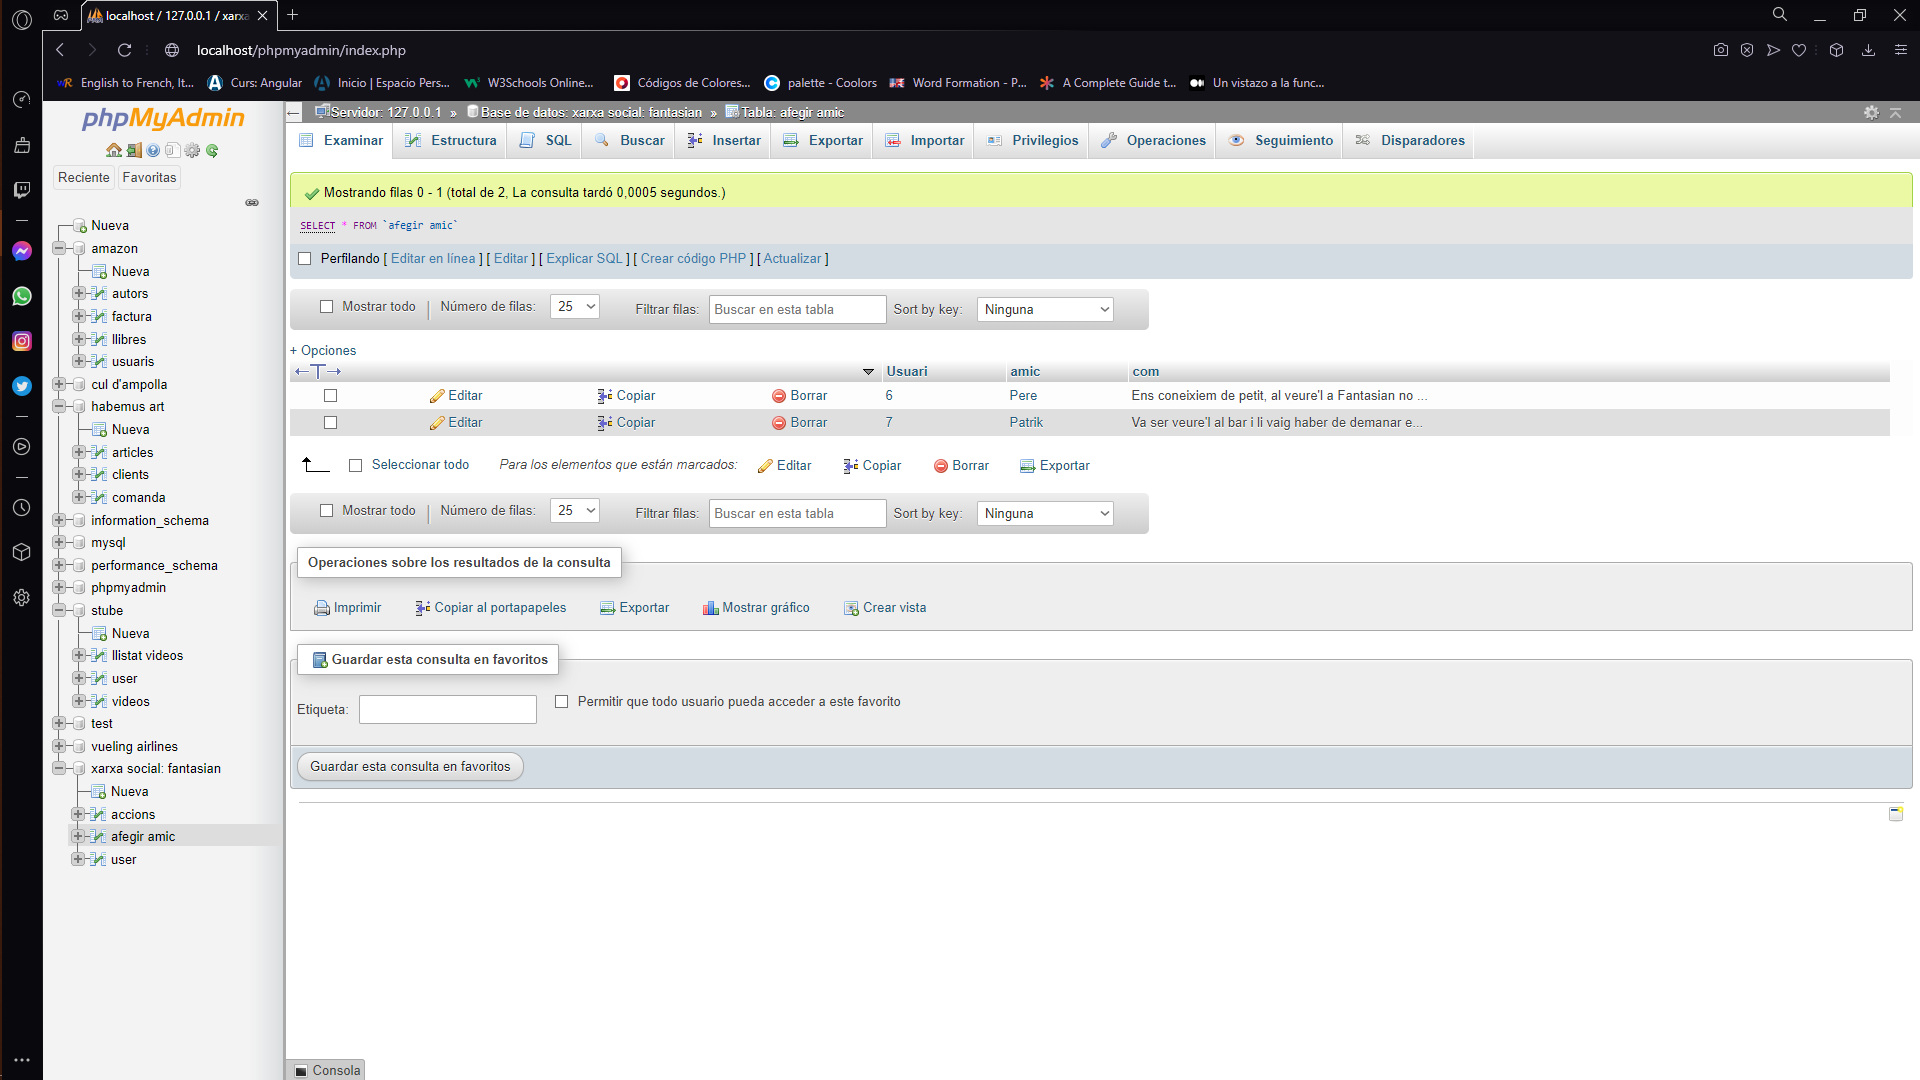 localhost / 127.0.0.1 / xarx
localhost/phpmyadmin/index.php
English to French, It...
Curs: Angular
Inicio | Espacio Pers...
W3Schools Online...
Códigos de Colores...
palette - Coolors
Word Formation - P...
A Complete Guide t...
Un vistazo a la func...
phpMyAdmin
Reciente
Favoritas
Nueva
amazon
Nueva
autors
factura
llibres
usuaris
cul d'ampolla
habemus art
Nueva
articles
clients
comanda
information_schema
mysql
performance_schema
phpmyadmin
stube
Nueva
llistat videos
user
videos
test
vueling airlines
xarxa social: fantasian
Nueva
accions
afegir amic
user
Servidor: 127.0.0.1 » Base de datos: xarxa social: fantasian » Tabla: afegir amic
Examinar Estructura SQL Buscar Insertar Exportar Importar Privilegios Operaciones Seguimiento Disparadores
Mostrando filas 0 - 1 (total de 2, La consulta tardó 0,0005 segundos.)
SELECT * FROM `afegir amic`
Perfilando [ Editar en línea ] [ Editar ] [ Explicar SQL ] [ Crear código PHP ] [ Actualizar ]
Mostrar todo | Número de filas: 25 Filtrar filas: Buscar en esta tabla Sort by key: Ninguna
+ Opciones
←T→ Usuari amic com
Editar Copiar Borrar 6 Pere Ens coneixiem de petit, al veure'l a Fantasian no ...
Editar Copiar Borrar 7 Patrik Va ser veure'l al bar i li vaig haber de demanar e...
Seleccionar todo Para los elementos que están marcados: Editar Copiar Borrar Exportar
Mostrar todo | Número de filas: 25 Filtrar filas: Buscar en esta tabla Sort by key: Ninguna
Operaciones sobre los resultados de la consulta
Imprimir Copiar al portapapeles Exportar Mostrar gráfico Crear vista
Guardar esta consulta en favoritos
Etiqueta: Permitir que todo usuario pueda acceder a este favorito
Guardar esta consulta en favoritos
Consola